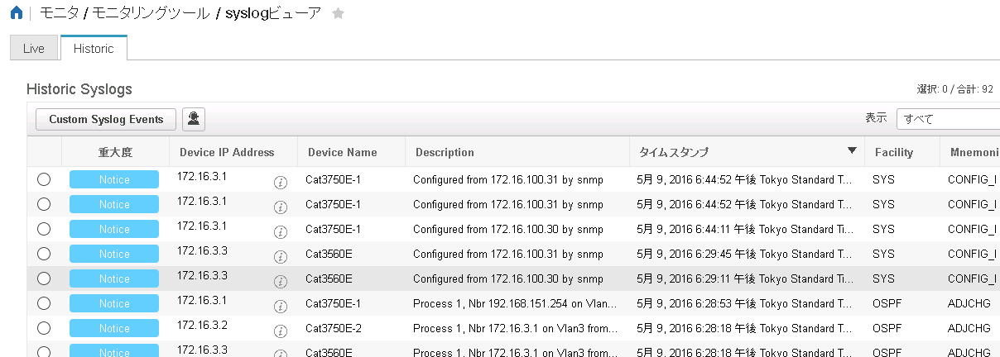 モニタ / モニタリングツール / syslogビューア
Live Historic
Historic Syslogs
選択: 0 / 合計: 92
Custom Syslog Events 表示 すべて
重大度 Device IP Address Device Name Description タイムスタンプ Facility Mnemoni
Notice 172.16.3.1 Cat3750E-1 Configured from 172.16.100.31 by snmp 5月 9, 2016 6:44:52 午後 Tokyo Standard T... SYS CONFIG_I
Notice 172.16.3.1 Cat3750E-1 Configured from 172.16.100.31 by snmp 5月 9, 2016 6:44:52 午後 Tokyo Standard T... SYS CONFIG_I
Notice 172.16.3.1 Cat3750E-1 Configured from 172.16.100.30 by snmp 5月 9, 2016 6:44:11 午後 Tokyo Standard Ti... SYS CONFIG_I
Notice 172.16.3.3 Cat3560E Configured from 172.16.100.31 by snmp 5月 9, 2016 6:29:45 午後 Tokyo Standard T... SYS CONFIG_I
Notice 172.16.3.3 Cat3560E Configured from 172.16.100.30 by snmp 5月 9, 2016 6:29:11 午後 Tokyo Standard Ti... SYS CONFIG_I
Notice 172.16.3.1 Cat3750E-1 Process 1, Nbr 192.168.151.254 on Vlan... 5月 9, 2016 6:28:53 午後 Tokyo Standard T... OSPF ADJCHG
Notice 172.16.3.2 Cat3750E-2 Process 1, Nbr 172.16.3.1 on Vlan3 from... 5月 9, 2016 6:28:18 午後 Tokyo Standard T... OSPF ADJCHG
Notice 172.16.3.3 Cat3560E Process 1, Nbr 172.16.3.1 on Vlan3 from... 5月 9, 2016 6:28:18 午後 Tokyo Standard T... OSPF ADJCHG